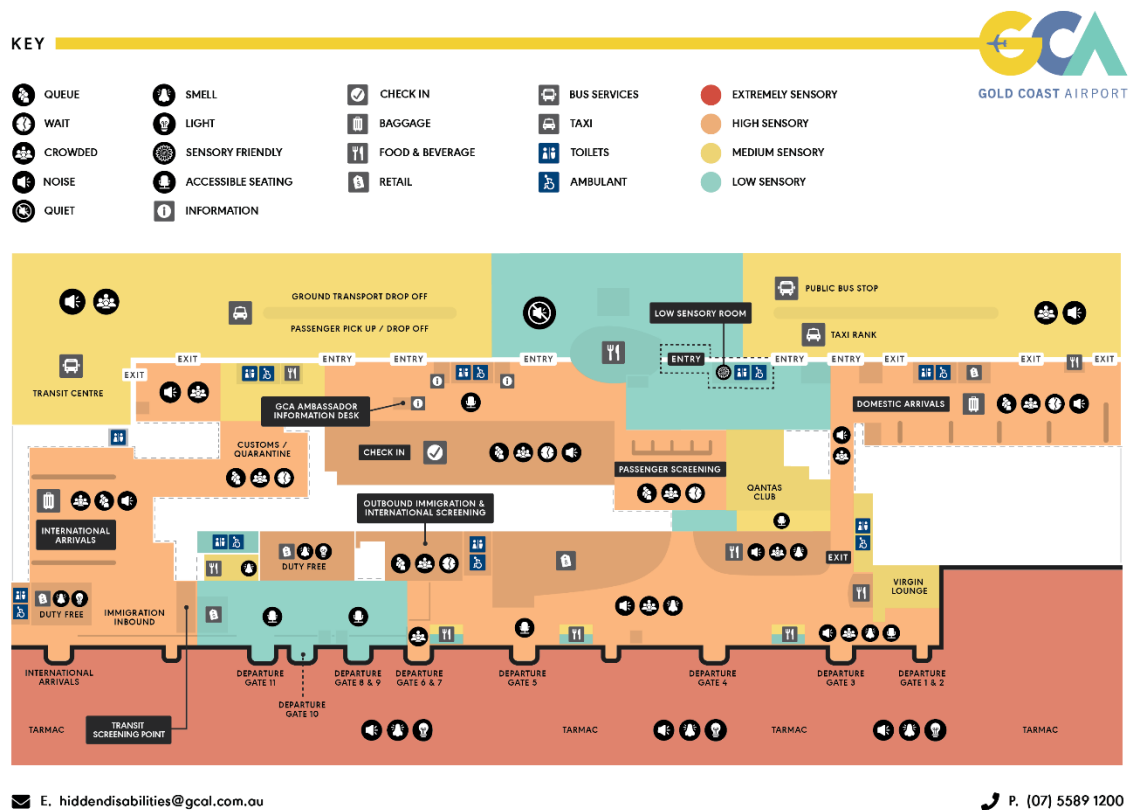 KEY
GCA
GOLD COAST AIRPORT
QUEUE
SMELL
CHECK IN
BUS SERVICES
EXTREMELY SENSORY
WAIT
LIGHT
BAGGAGE
TAXI
HIGH SENSORY
CROWDED
SENSORY FRIENDLY
FOOD & BEVERAGE
TOILETS
MEDIUM SENSORY
NOISE
ACCESSIBLE SEATING
RETAIL
AMBULANT
LOW SENSORY
QUIET
INFORMATION
GROUND TRANSPORT DROP OFF
PASSENGER PICK UP / DROP OFF
PUBLIC BUS STOP
LOW SENSORY ROOM
TAXI RANK
EXIT
ENTRY
ENTRY
ENTRY
ENTRY
ENTRY
ENTRY
EXIT
EXIT
EXIT
EXIT
TRANSIT CENTRE
GCA AMBASSADOR
INFORMATION DESK
DOMESTIC ARRIVALS
CUSTOMS /
QUARANTINE
CHECK IN
PASSENGER SCREENING
QANTAS
CLUB
OUTBOUND IMMIGRATION &
INTERNATIONAL SCREENING
INTERNATIONAL
ARRIVALS
DUTY FREE
EXIT
VIRGIN
LOUNGE
DUTY FREE
IMMIGRATION
INBOUND
INTERNATIONAL
ARRIVALS
DEPARTURE
GATE 11
DEPARTURE
GATE 8 & 9
DEPARTURE
GATE 6 & 7
DEPARTURE
GATE 5
DEPARTURE
GATE 4
DEPARTURE
GATE 3
DEPARTURE
GATE 1 & 2
DEPARTURE
GATE 10
TARMAC
TRANSIT
SCREENING POINT
TARMAC
TARMAC
TARMAC
E. hiddendisabilities@gcal.com.au
P. (07) 5589 1200